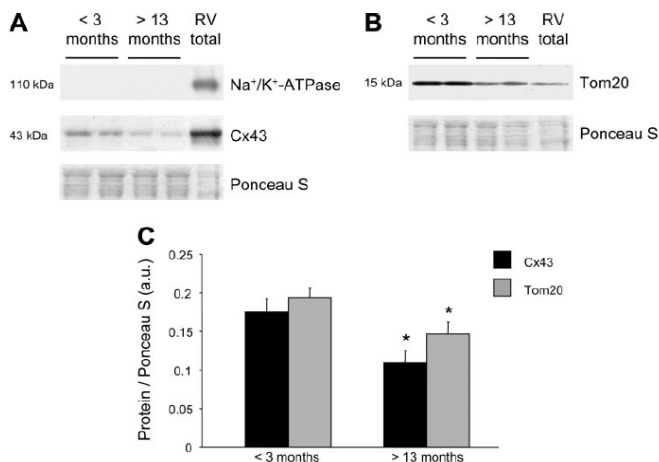 A
< 3 months
> 13 months
RV total
110 kDa
Na⁺/K⁺-ATPase
43 kDa
Cx43
Ponceau S
B
< 3 months
> 13 months
RV total
15 kDa
Tom20
Ponceau S
C
Protein / Ponceau S (a.u.)
0.25
0.2
0.15
0.1
0.05
0
* *
< 3 months
> 13 months
Cx43
Tom20